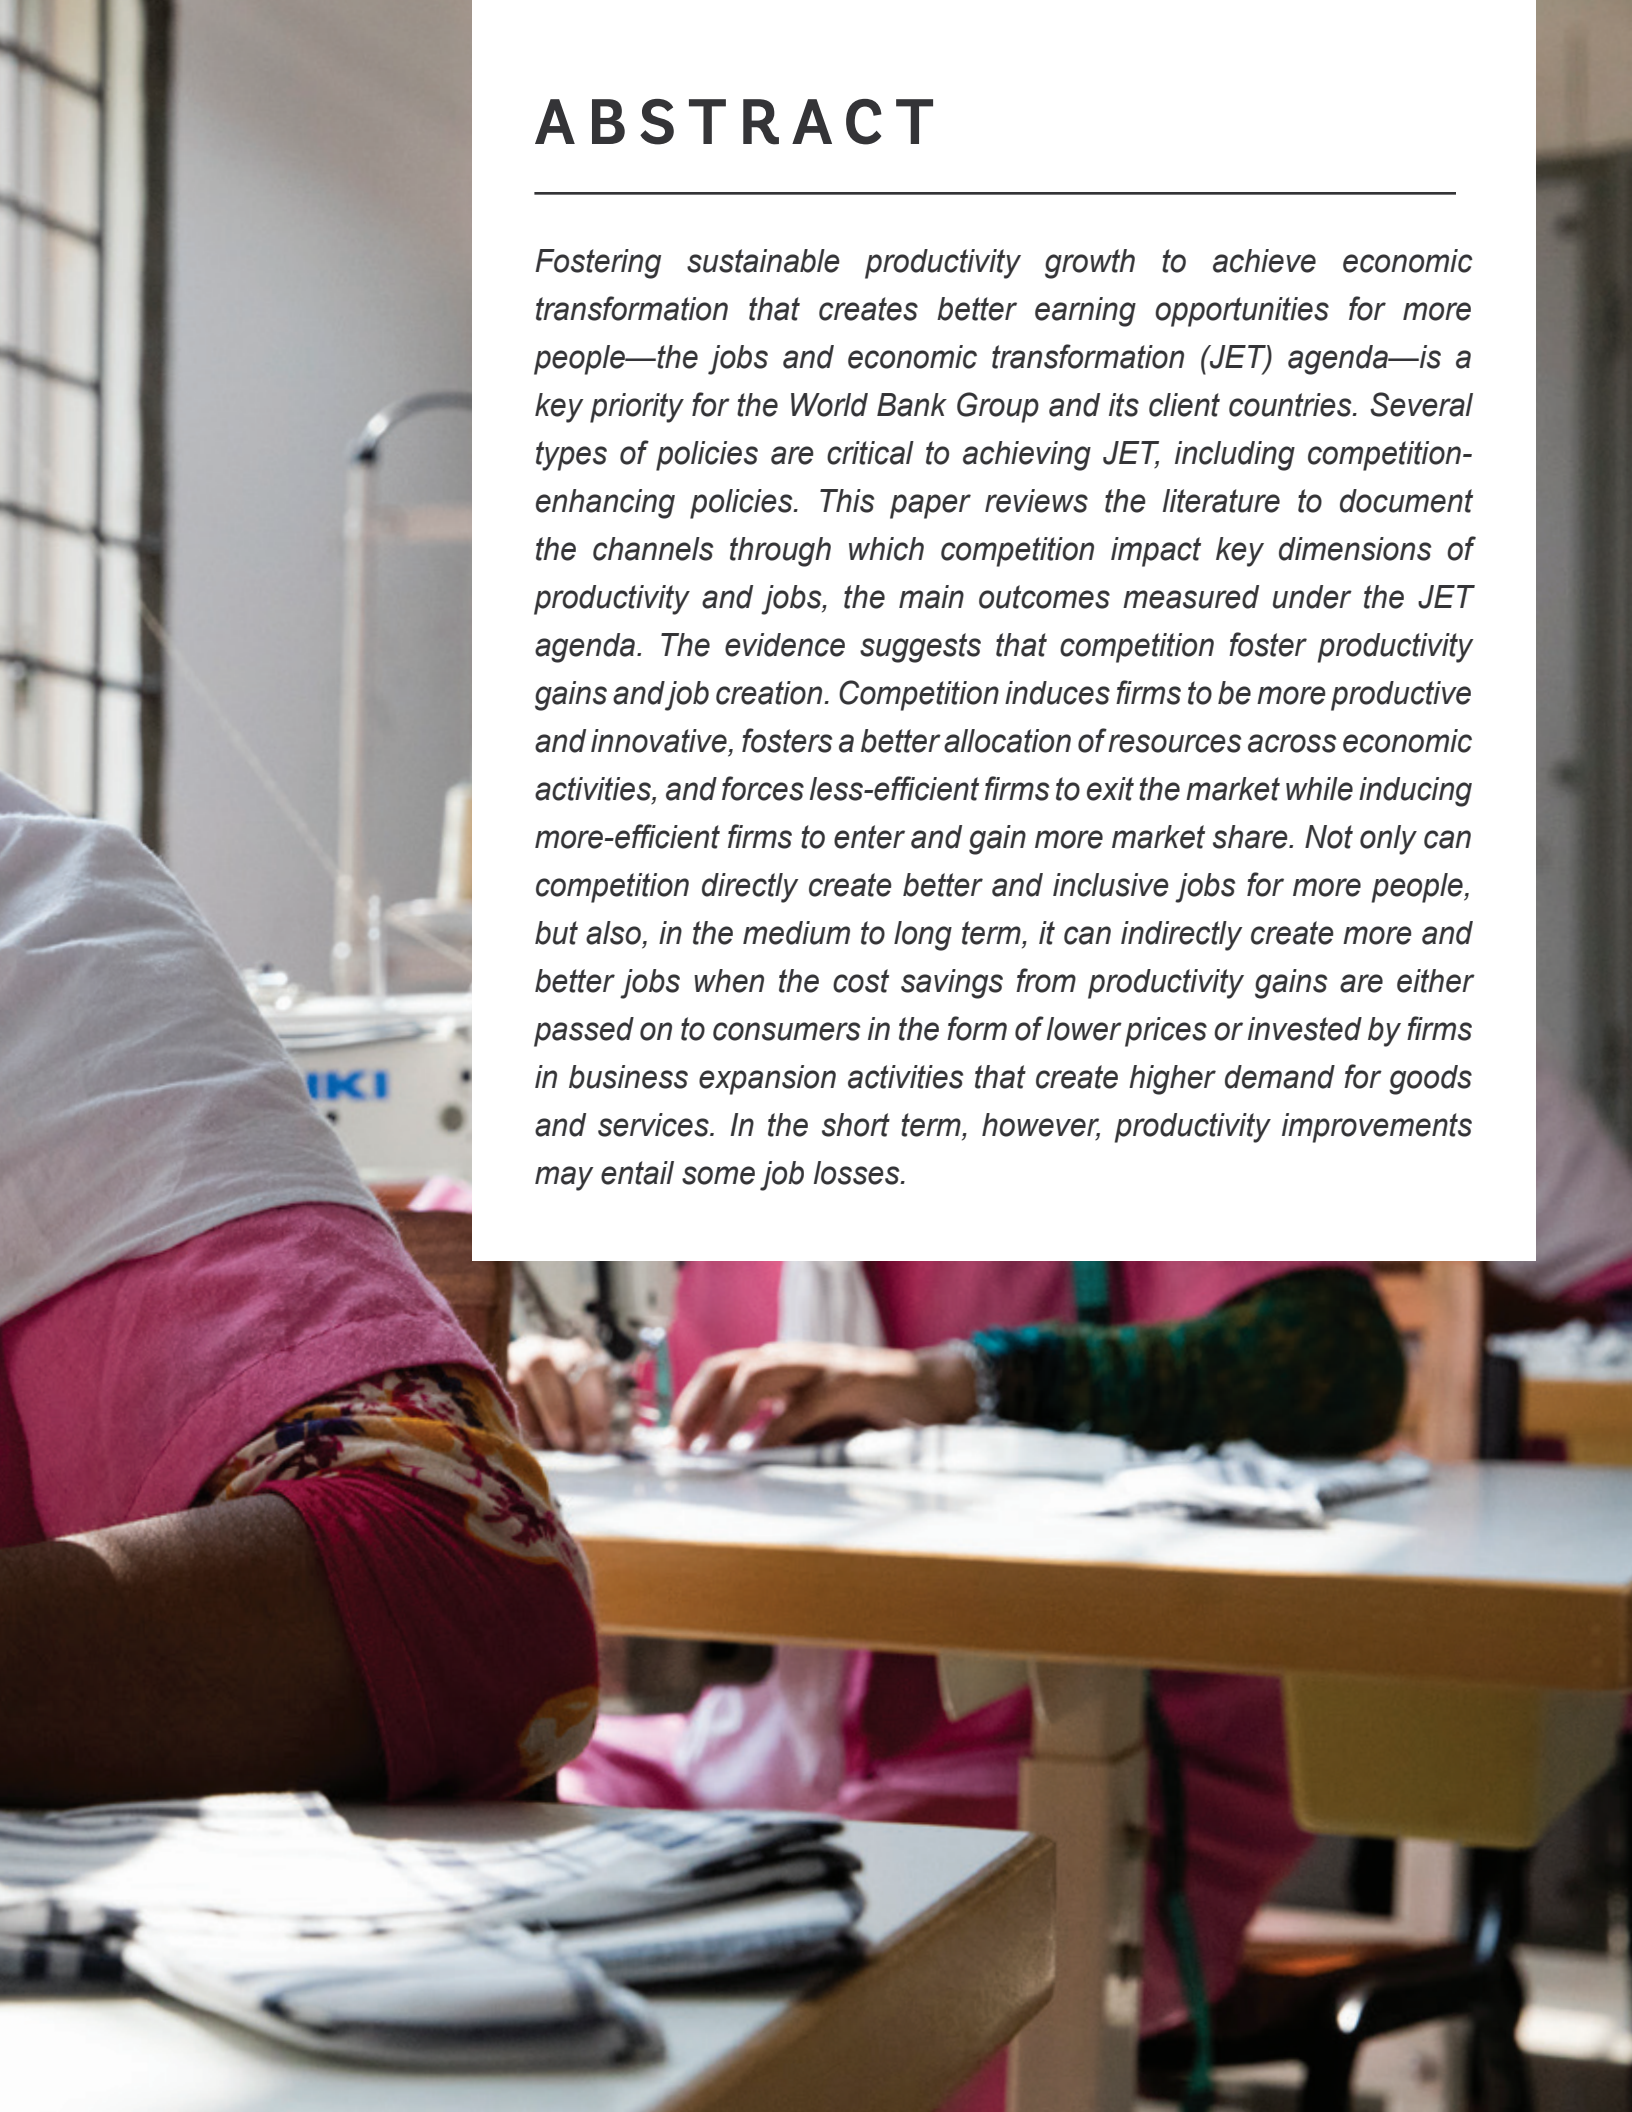 ABSTRACT
Fostering sustainable productivity growth to achieve economic
transformation that creates better earning opportunities for more
people—the jobs and economic transformation (JET) agenda—is a
key priority for the World Bank Group and its client countries. Several
types of policies are critical to achieving JET, including competition-
enhancing policies. This paper reviews the literature to document
the channels through which competition impact key dimensions of
productivity and jobs, the main outcomes measured under the JET
agenda. The evidence suggests that competition foster productivity
gains and job creation. Competition induces firms to be more productive
and innovative, fosters a better allocation of resources across economic
activities, and forces less-efficient firms to exit the market while inducing
more-efficient firms to enter and gain more market share. Not only can
competition directly create better and inclusive jobs for more people,
but also, in the medium to long term, it can indirectly create more and
better jobs when the cost savings from productivity gains are either
passed on to consumers in the form of lower prices or invested by firms
in business expansion activities that create higher demand for goods
and services. In the short term, however, productivity improvements
may entail some job losses.